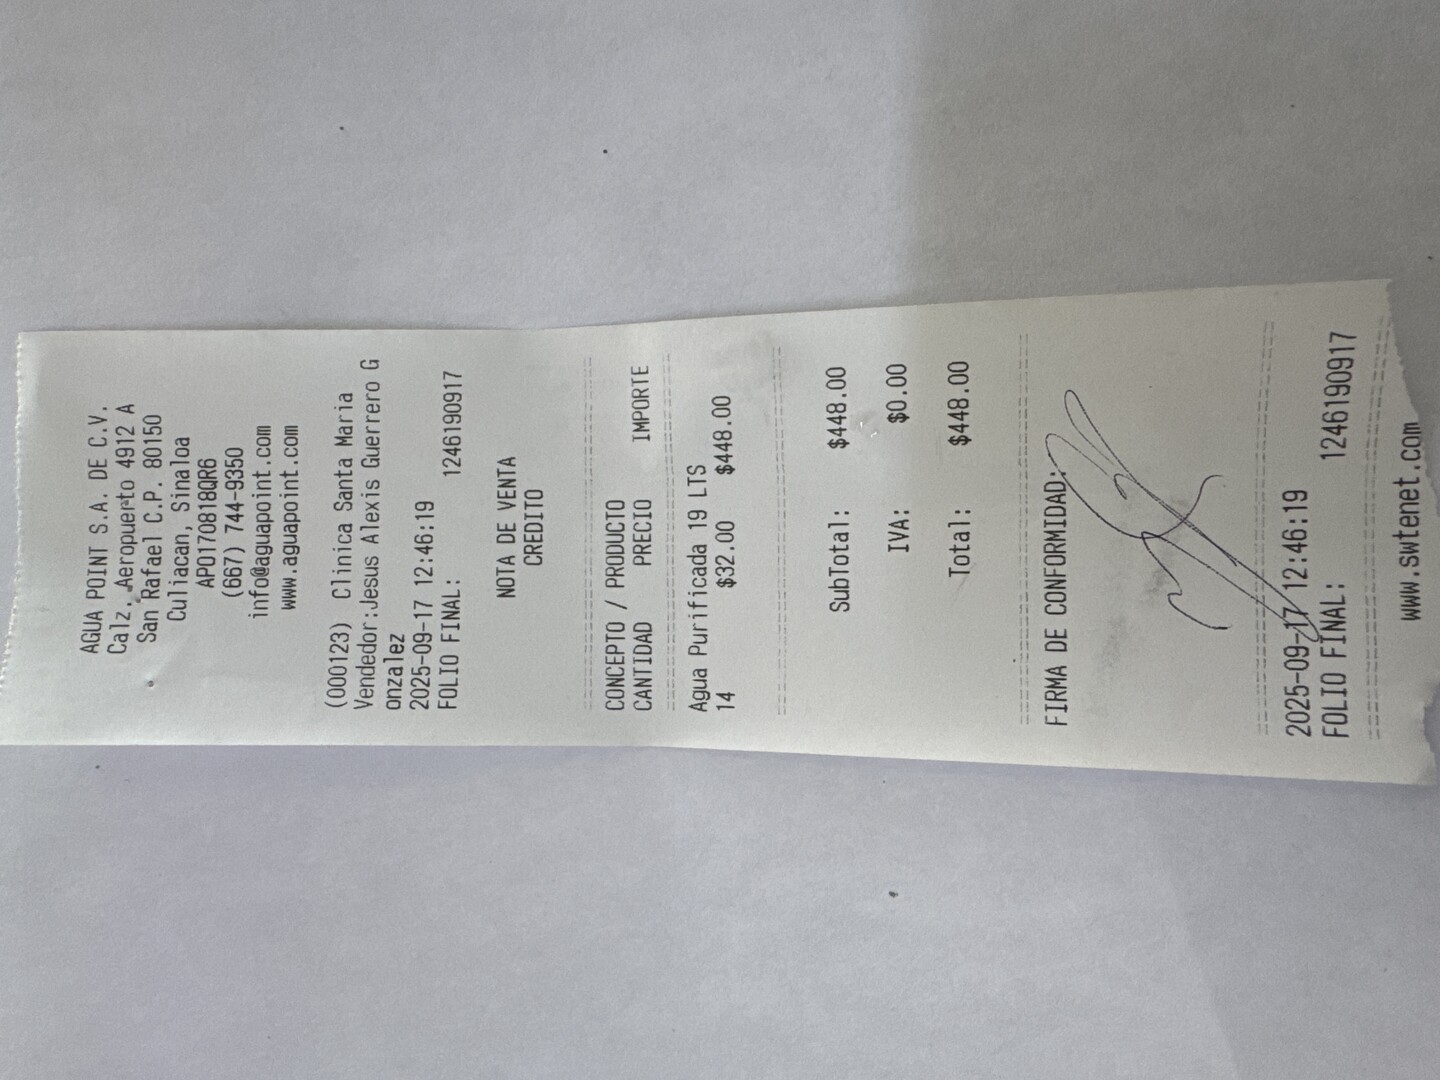 AGUA POINT S.A. DE C.V.
Calz. Aeropuerto 4912 A
San Rafael C.P. 80150
Culiacan, Sinaloa
APO170818QR6
(667) 744-9350
info@aguapoint.com
www.aguapoint.com
(000123) Clinica Santa Maria
Vendedor:Jesus Alexis Guerrero G
onzalez
2025-09-17 12:46:19
FOLIO FINAL: 1246190917
NOTA DE VENTA
CREDITO
CONCEPTO / PRODUCTO
CANTIDAD PRECIO IMPORTE
Agua Purificada 19 LTS
14 $32.00 $448.00
SubTotal: $448.00
IVA: $0.00
Total: $448.00
FIRMA DE CONFORMIDAD:
2025-09-17 12:46:19
FOLIO FINAL: 1246190917
www.swtenet.com